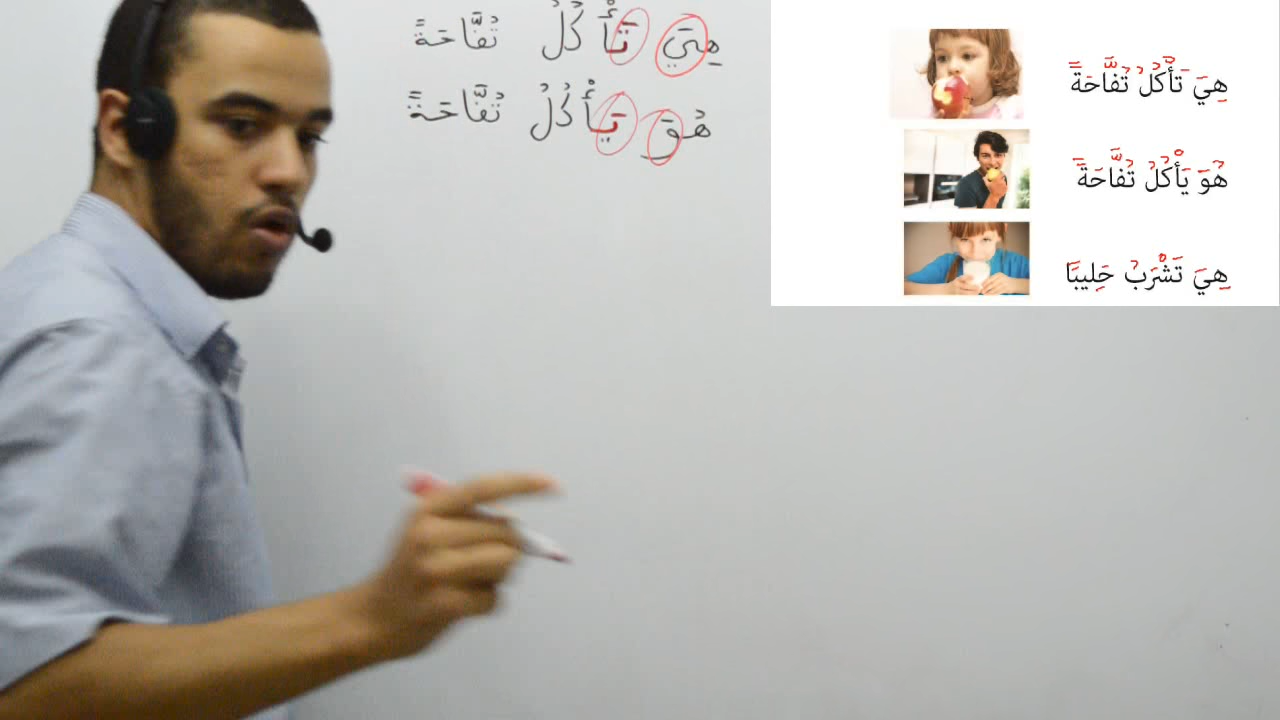 هِيَ تَأْكُلُ تُفَّاحَةً
هُوَ يَأْكُلُ تُفَّاحَةً
هِيَ تَأْكُلُ تُفَّاحَةً
هُوَ يَأْكُلُ تُفَّاحَةً
هِيَ تَشْرَبُ حَلِيبًا